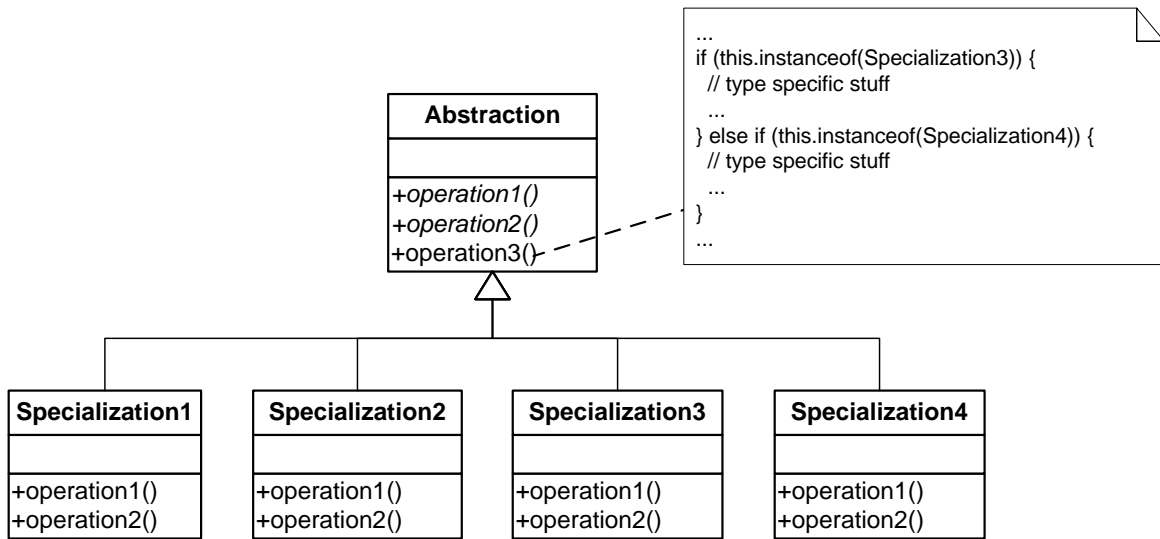 ...
if (this.instanceof(Specialization3)) {
// type specific stuff
...
} else if (this.instanceof(Specialization4)) {
// type specific stuff
...
}
...
Abstraction
+operation1()
+operation2()
+operation3()
Specialization1
+operation1()
+operation2()
Specialization2
+operation1()
+operation2()
Specialization3
+operation1()
+operation2()
Specialization4
+operation1()
+operation2()